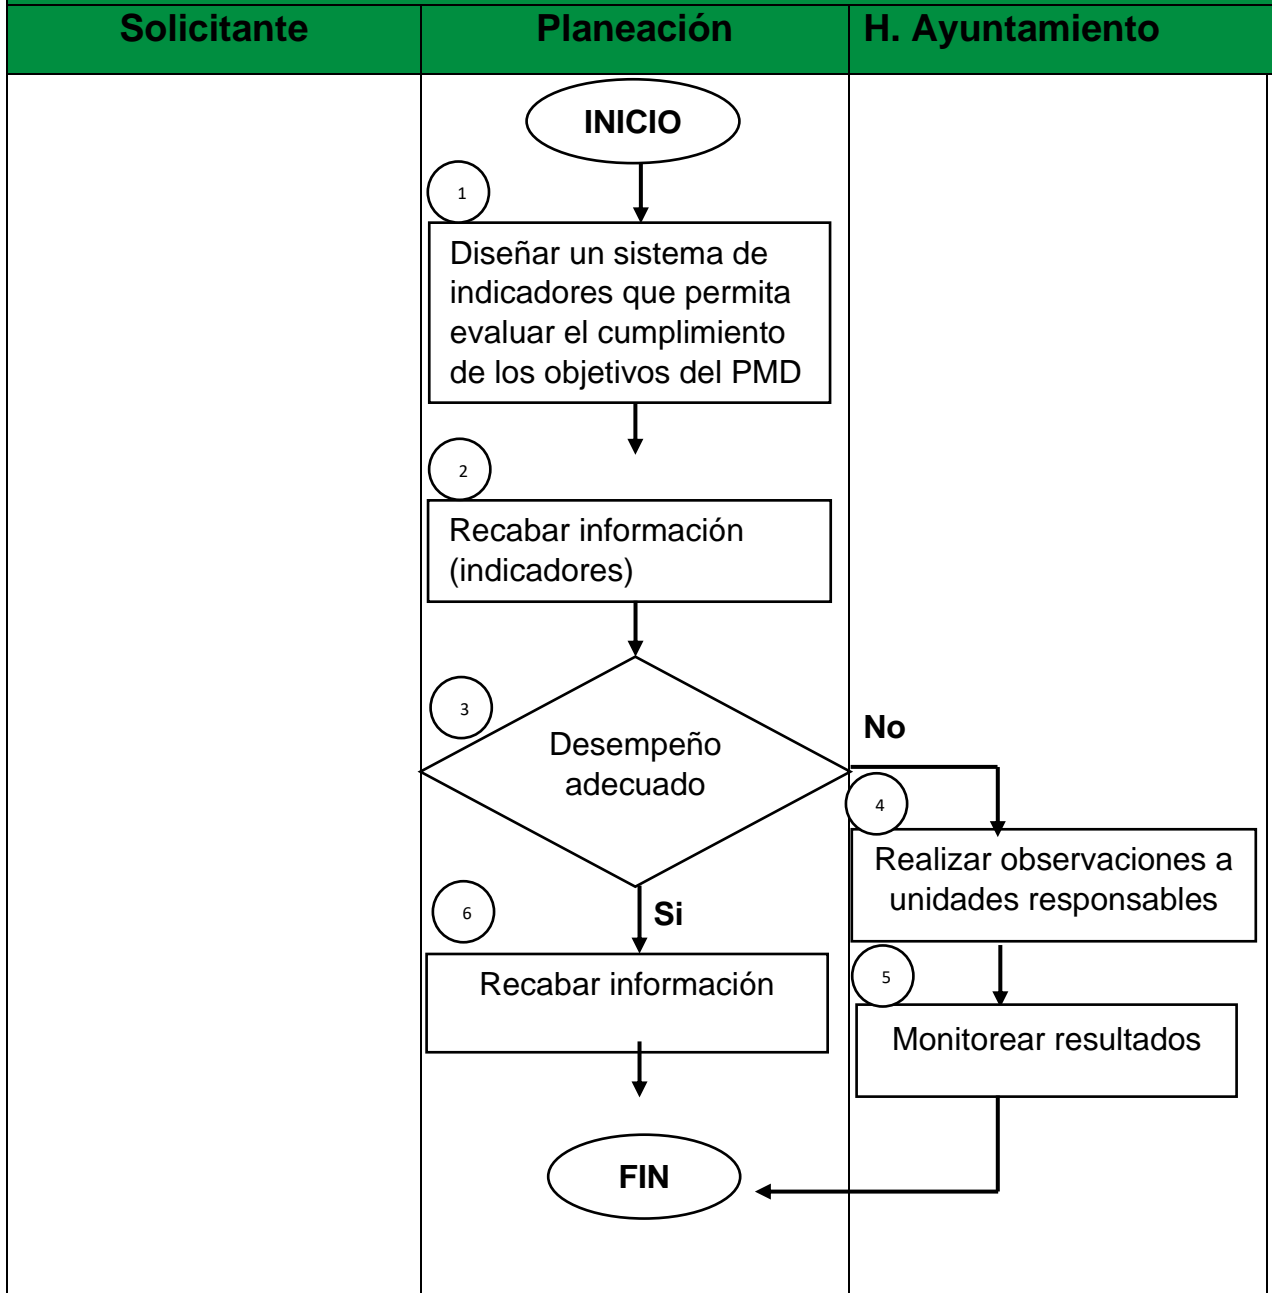 Solicitante
Planeación
H. Ayuntamiento
INICIO
1
Diseñar un sistema de
indicadores que permita
evaluar el cumplimiento
de los objetivos del PMD
2
Recabar información
(indicadores)
3
Desempeño
adecuado
No
4
Realizar observaciones a
unidades responsables
5
Monitorear resultados
Si
6
Recabar información
FIN